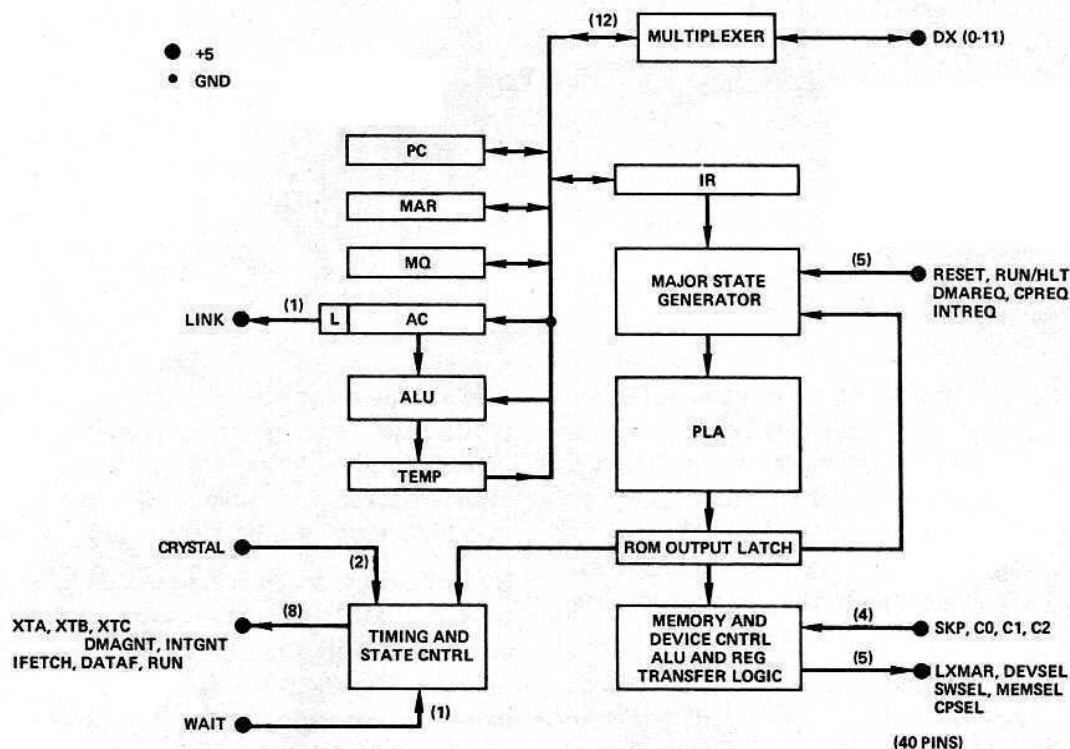 +5
GND
(12)
MULTIPLEXER
DX (0-11)
PC
MAR
MQ
LINK
(1)
L
AC
ALU
TEMP
IR
MAJOR STATE
GENERATOR
(5)
RESET, RUN/HLT
DMAREQ, CPREQ
INTREQ
PLA
ROM OUTPUT LATCH
CRYSTAL
(2)
XTA, XTB, XTC
DMAGNT, INTGNT
IFETCH, DATAF, RUN
(8)
TIMING AND
STATE CNTRL
WAIT
(1)
MEMORY AND
DEVICE CNTRL
ALU AND REG
TRANSFER LOGIC
(4)
SKP, C0, C1, C2
(5)
LXMAR, DEVSEL
SWSEL, MEMSEL
CPSEL
(40 PINS)